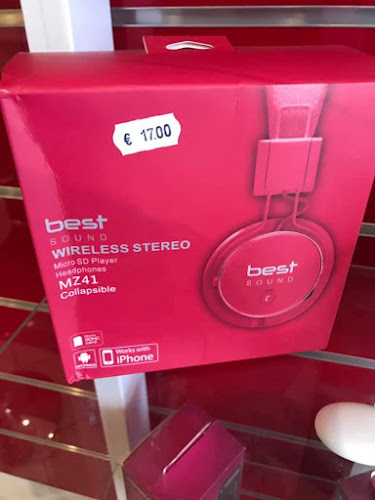 € 17.00
best
SOUND
WIRELESS STEREO
Micro SD Player
Headphones
MZ41
Collapsible
best
SOUND
Works with
iPhone